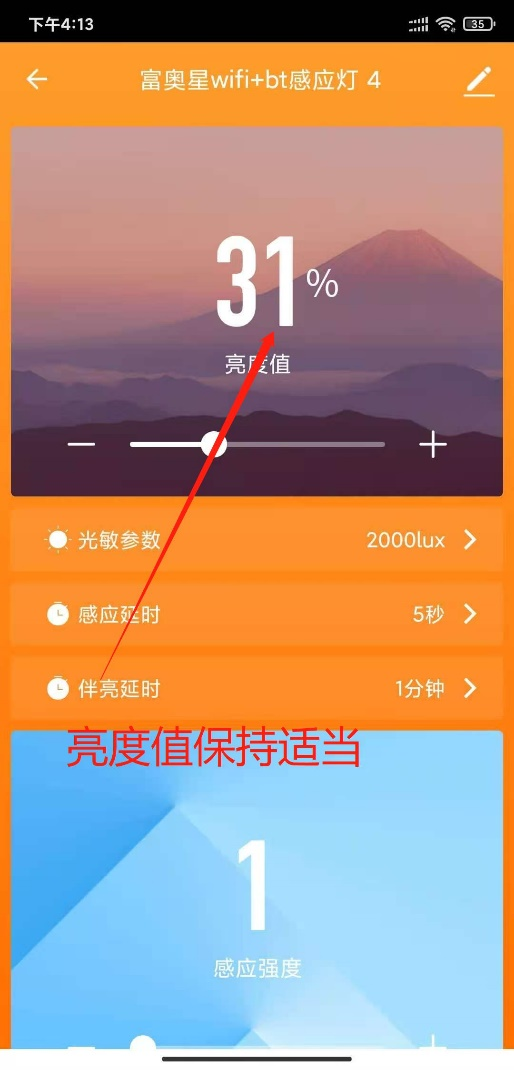 下午4:13
35
富奥星wifi+bt感应灯 4
31%
亮度值
光敏参数 2000lux
感应延时 5秒
伴亮延时 1分钟
亮度值保持适当
1
感应强度